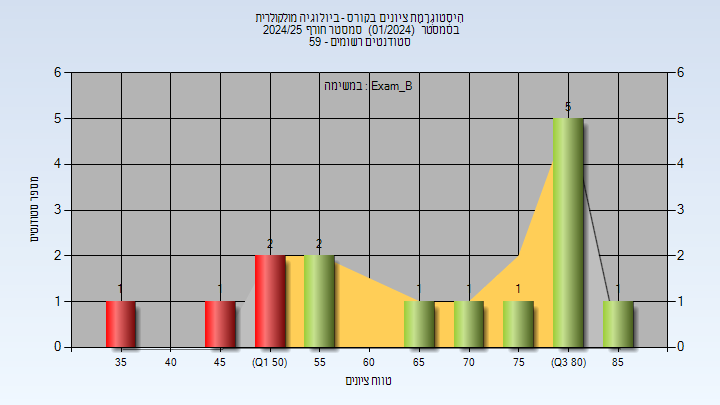 היסטוגרמת ציונים בקורס - ביולוגיה מולקולרית
בסמסטר (01/2024) סמסטר חורף 2024/25
סטודנטים רשומים - 59
במשימה : Exam_B
מספר סטודנטים
6 6
5 5
4 4
3 3
2 2
1 1
0 0
1 1 2 2 1 1 1 5 1
35 40 45 (Q1 50) 55 60 65 70 75 (Q3 80) 85
טווח ציונים